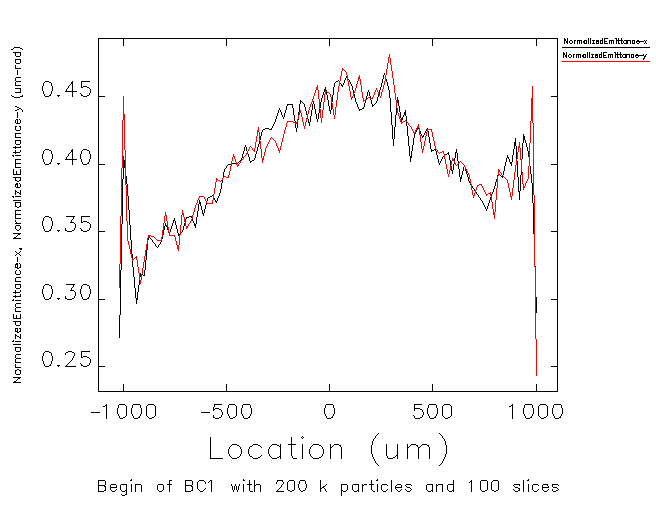 NormalizedEmittance-x
NormalizedEmittance-y
NormalizedEmittance-x, NormalizedEmittance-y (um-rad)
0.45
0.40
0.35
0.30
0.25
-1000 -500 0 500 1000
Location (um)
Begin of BC1 with 200 k particles and 100 slices